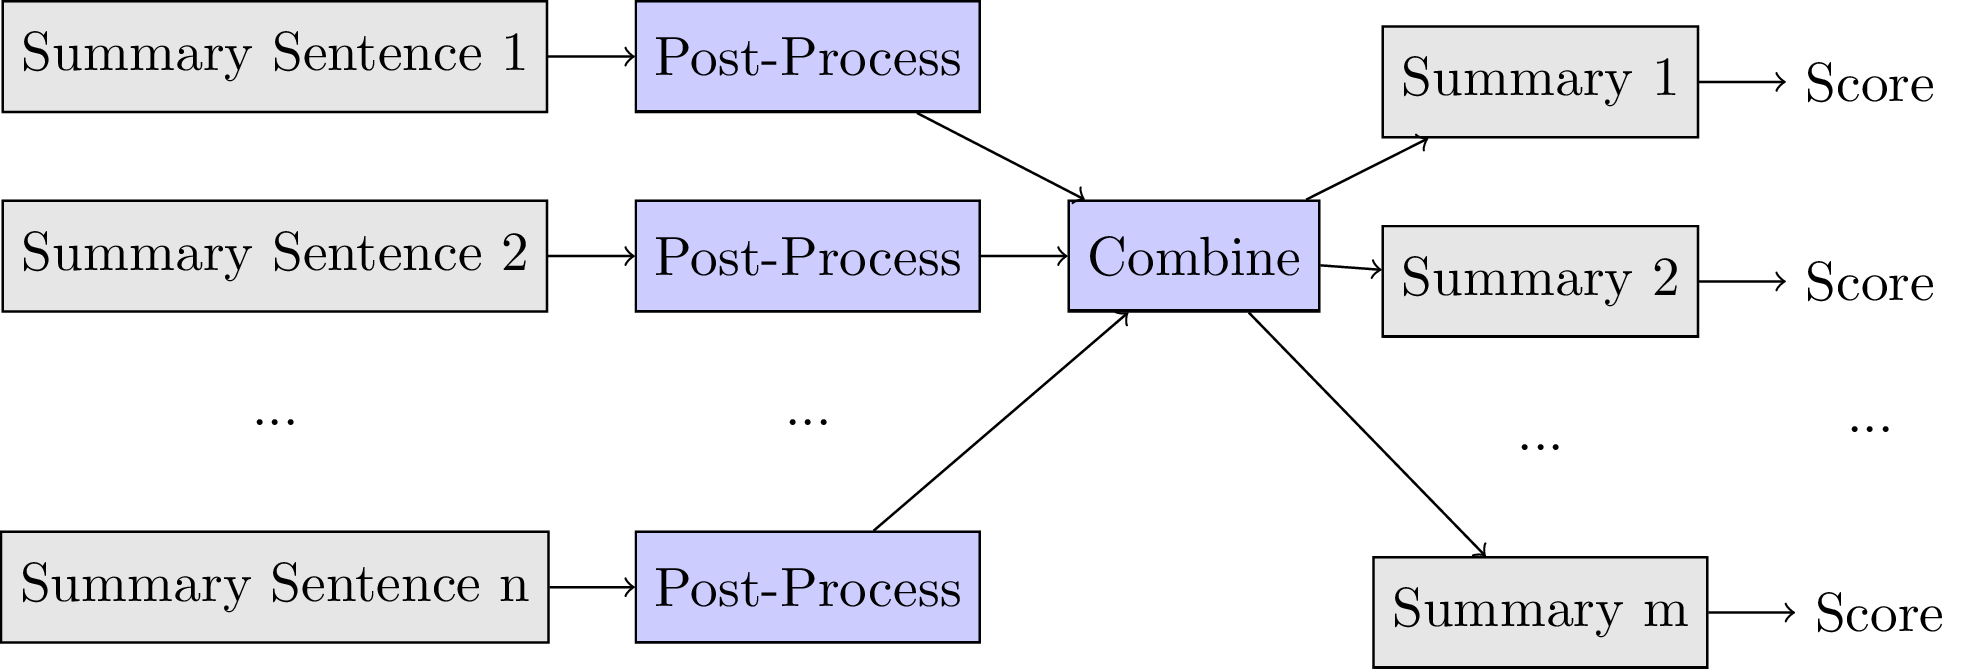 Summary Sentence 1
Post-Process
Summary 1
Score
Summary Sentence 2
Post-Process
Combine
Summary 2
Score
...
...
...
...
Summary Sentence n
Post-Process
Summary m
Score